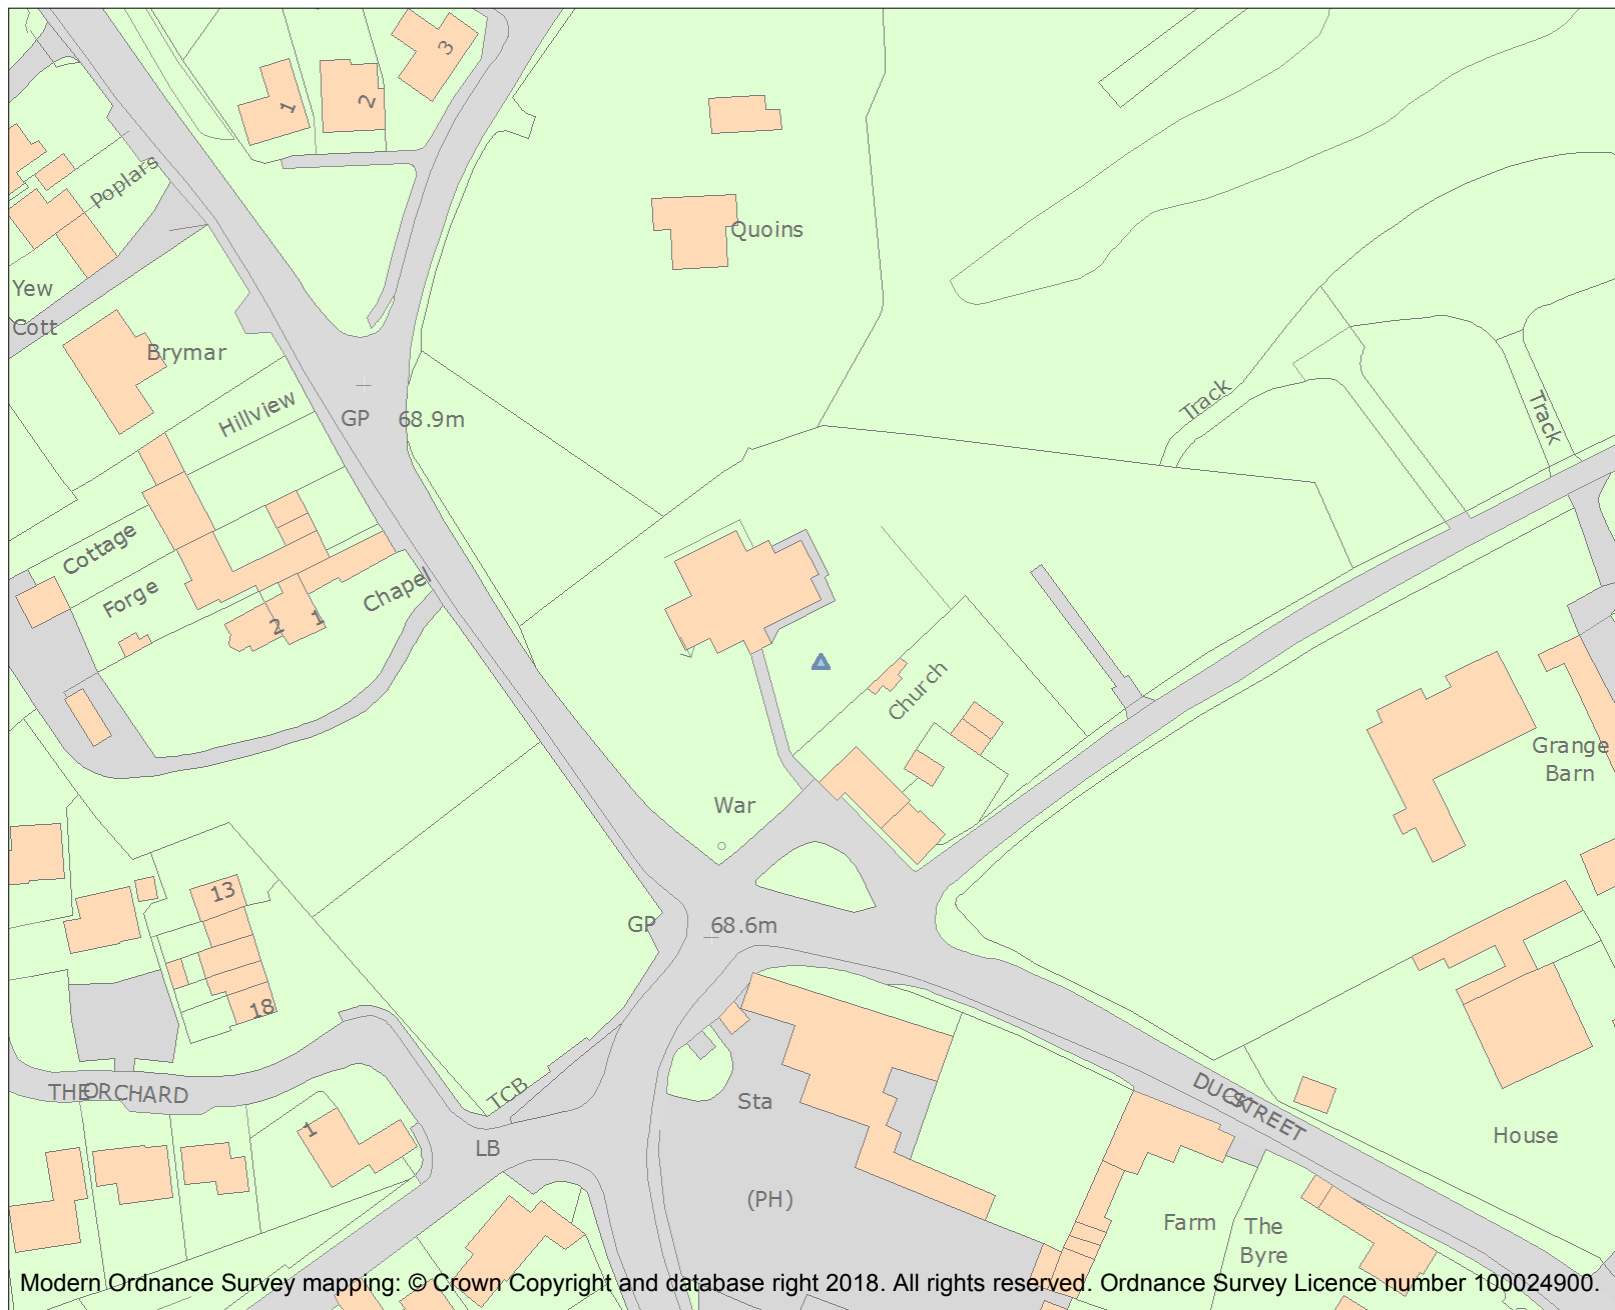 3
1
2
Poplars
Quoins
Yew
Cott
Brymar
Hillview
GP
68.9m
Track
Track
Cottage
Forge
Chapel
2
1
Church
Grange
Barn
War
13
GP
68.6m
18
THE ORCHARD
TCB
Sta
DUCK STREET
1
LB
House
(PH)
Farm
The
Byre
Modern Ordnance Survey mapping: © Crown Copyright and database right 2018. All rights reserved. Ordnance Survey Licence number 100024900.